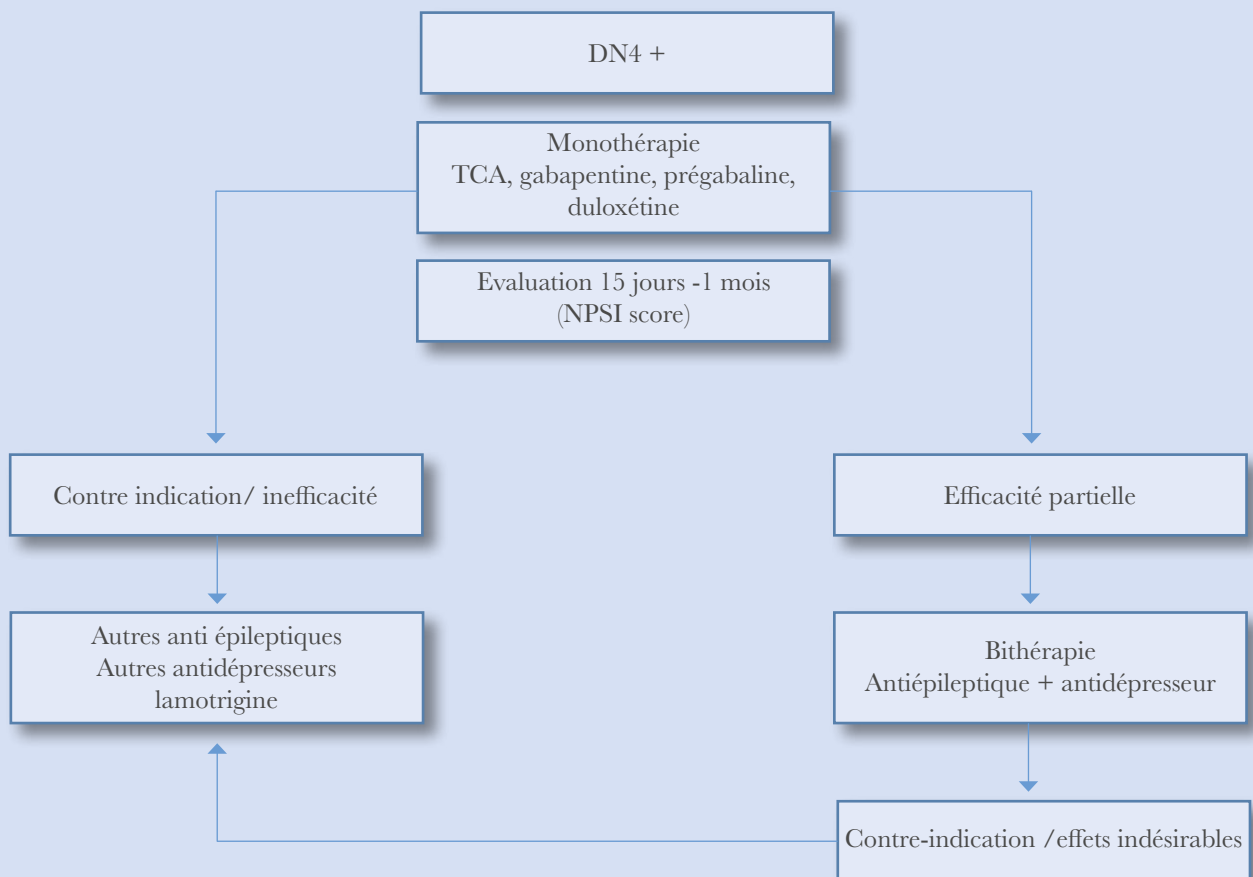 DN4 +
Monothérapie
TCA, gabapentine, prégabaline,
duloxétine
Evaluation 15 jours -1 mois
(NPSI score)
Contre indication/ inefficacité
Efficacité partielle
Autres anti épileptiques
Autres antidépresseurs
lamotrigine
Bithérapie
Antiépileptique + antidépresseur
Contre-indication /effets indésirables